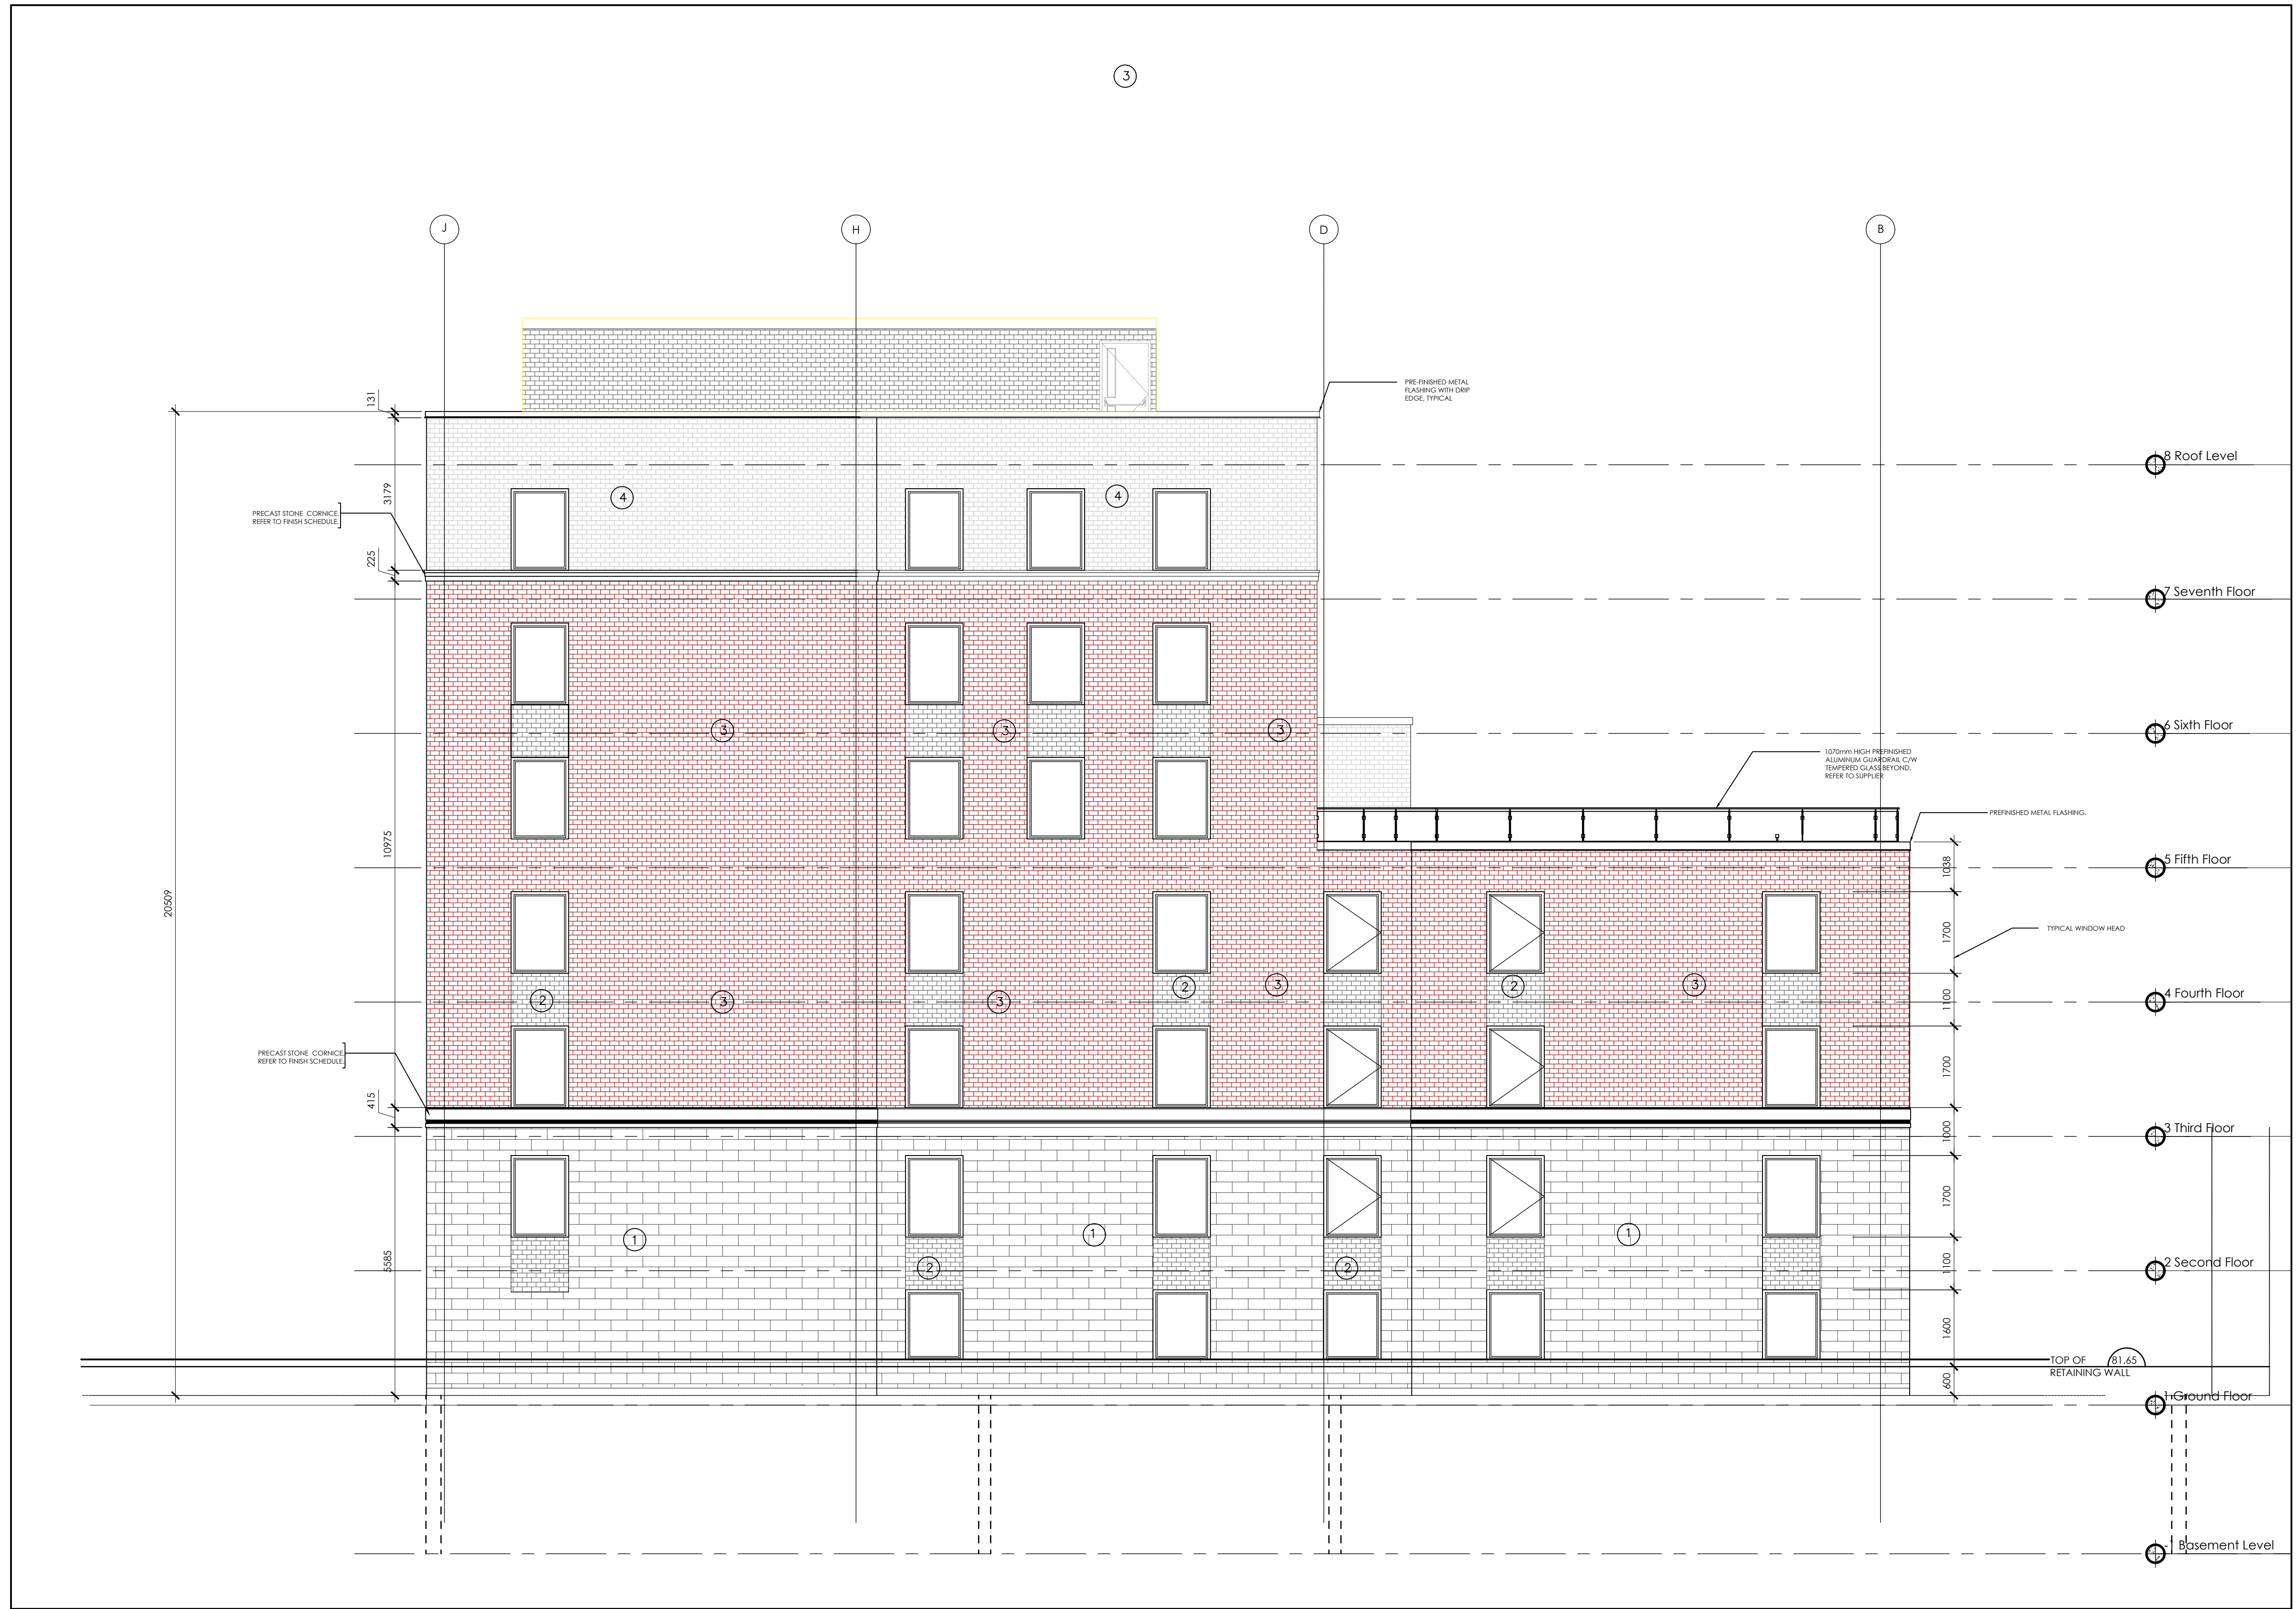 3
J
H
D
B
PRE-FINISHED METAL
FLASHING WITH DRIP
EDGE, TYPICAL
131
8 Roof Level
3179
4
4
PRECAST STONE CORNICE.
REFER TO FINISH SCHEDULE.
225
7 Seventh Floor
3
3
3
6 Sixth Floor
1070mm HIGH PREFINISHED
ALUMINUM GUARDRAIL C/W
TEMPERED GLASS BEYOND,
REFER TO SUPPLIER
PREFINISHED METAL FLASHING.
10975
1038
5 Fifth Floor
20509
1700
TYPICAL WINDOW HEAD
2
3
3
2
3
2
3
1100
4 Fourth Floor
PRECAST STONE CORNICE.
REFER TO FINISH SCHEDULE.
1700
415
1000
3 Third Floor
1700
1
1
1
5585
2
2
1100
2 Second Floor
1600
TOP OF
RETAINING WALL
81.65
600
1 Ground Floor
- Basement Level